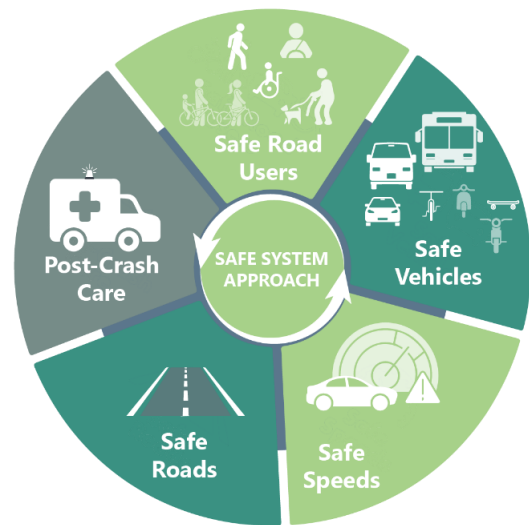 Safe Road
Users
Safe
Vehicles
Safe
Speeds
Safe
Roads
Post-Crash
Care
SAFE SYSTEM
APPROACH